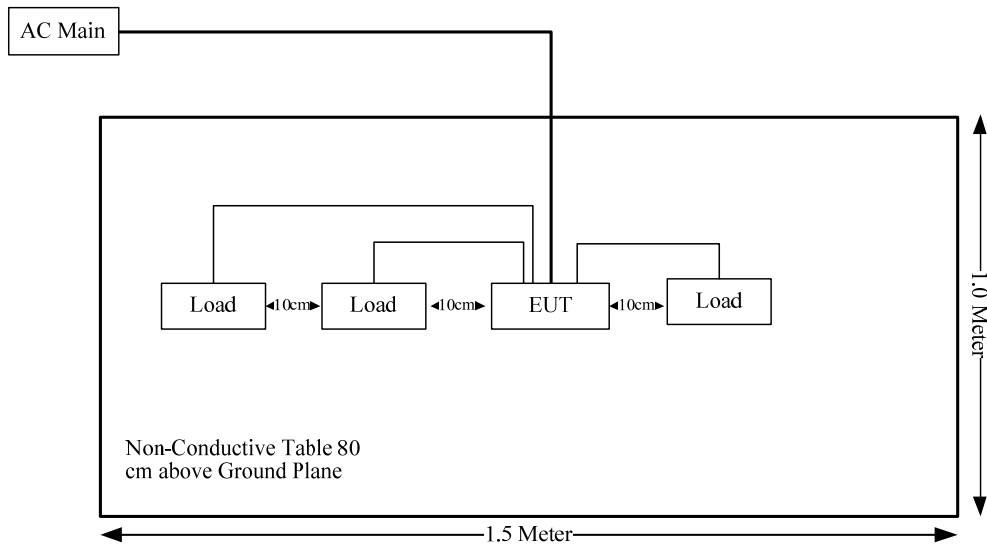 AC Main
Load
10cm
Load
10cm
EUT
10cm
Load
1.0 Meter
Non-Conductive Table 80
cm above Ground Plane
1.5 Meter